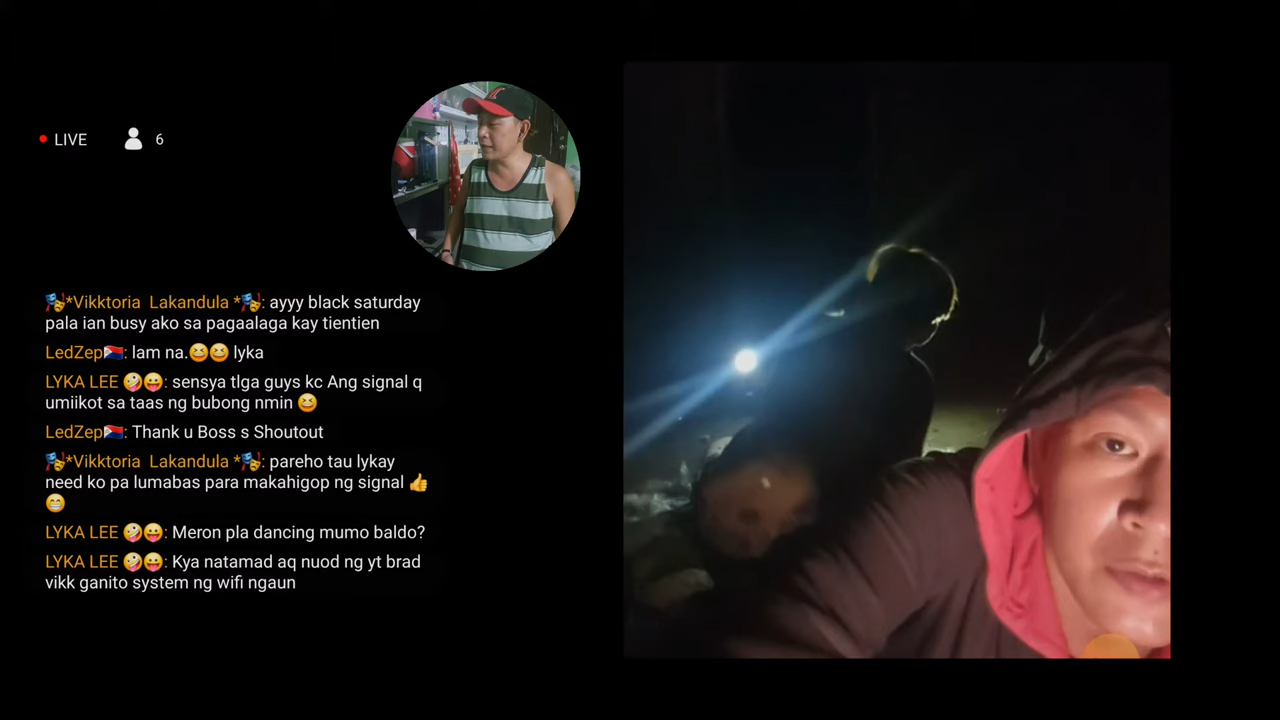 LIVE 6
🎭*Vikktoria Lakandula *🎭: ayyy black saturday
pala ian busy ako sa pagaalaga kay tientien
LedZep🇵🇭: lam na.😆😆 lyka
LYKA LEE 🤪😜: sensya tlga guys kc Ang signal q
umiikot sa taas ng bubong nmin 😆
LedZep🇵🇭: Thank u Boss s Shoutout
🎭*Vikktoria Lakandula *🎭: pareho tau lykay
need ko pa lumabas para makahigop ng signal 👍
😁
LYKA LEE 🤪😜: Meron pla dancing mumo baldo?
LYKA LEE 🤪😜: Kya natamad aq nuod ng yt brad
vikk ganito system ng wifi ngaun